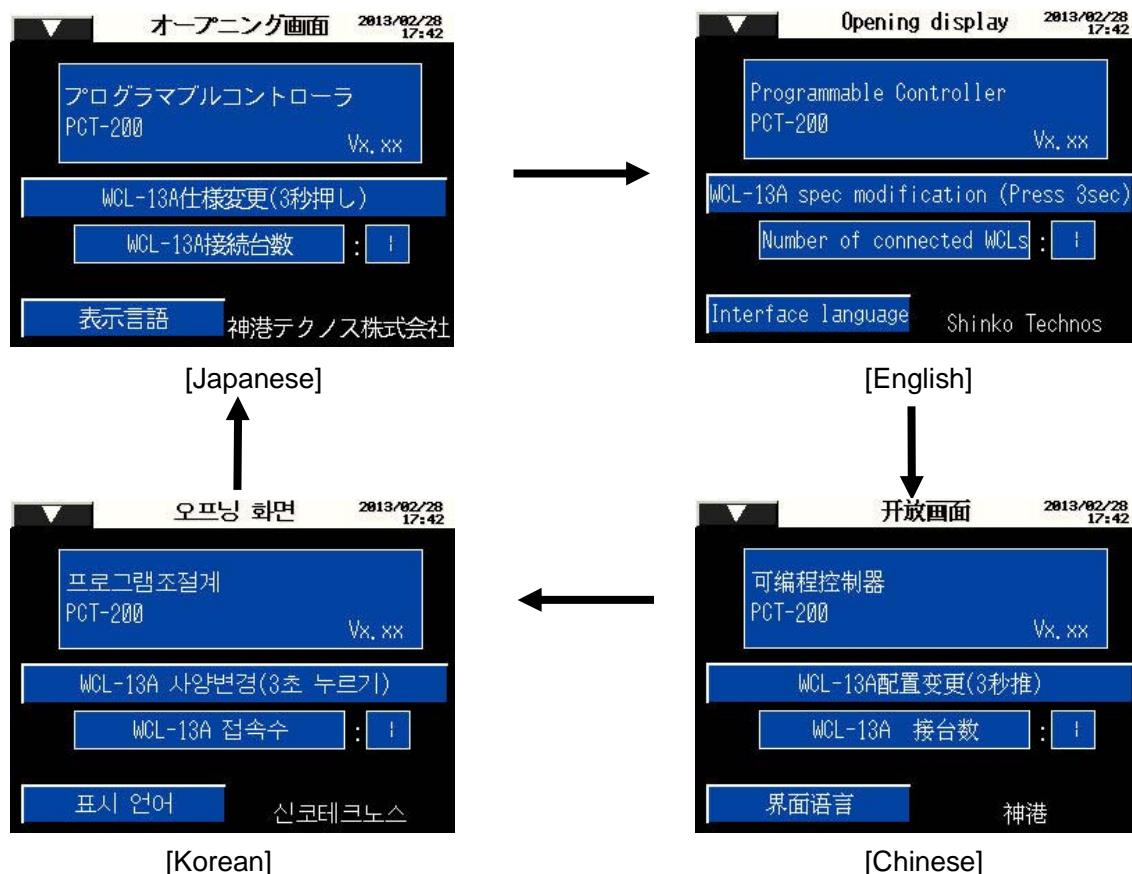 オープニング画面 2013/02/28
17:42
プログラマブルコントローラ
PCT-200
Vx.xx
WCL-13A仕様変更(3秒押し)
WCL-13A接続台数 : 1
表示言語 神港テクノス株式会社
[Japanese]
Opening display 2013/02/28
17:42
Programmable Controller
PCT-200
Vx.xx
WCL-13A spec modification (Press 3sec)
Number of connected WCLs : 1
Interface language Shinko Technos
[English]
오프닝 화면 2013/02/28
17:42
프로그램조절계
PCT-200
Vx.xx
WCL-13A 사양변경(3초 누르기)
WCL-13A 접속수 : 1
표시 언어 신코테크노스
[Korean]
开放画面 2013/02/28
17:42
可编程控制器
PCT-200
Vx.xx
WCL-13A配置变更(3秒推)
WCL-13A 接台数 : 1
界面语言 神港
[Chinese]